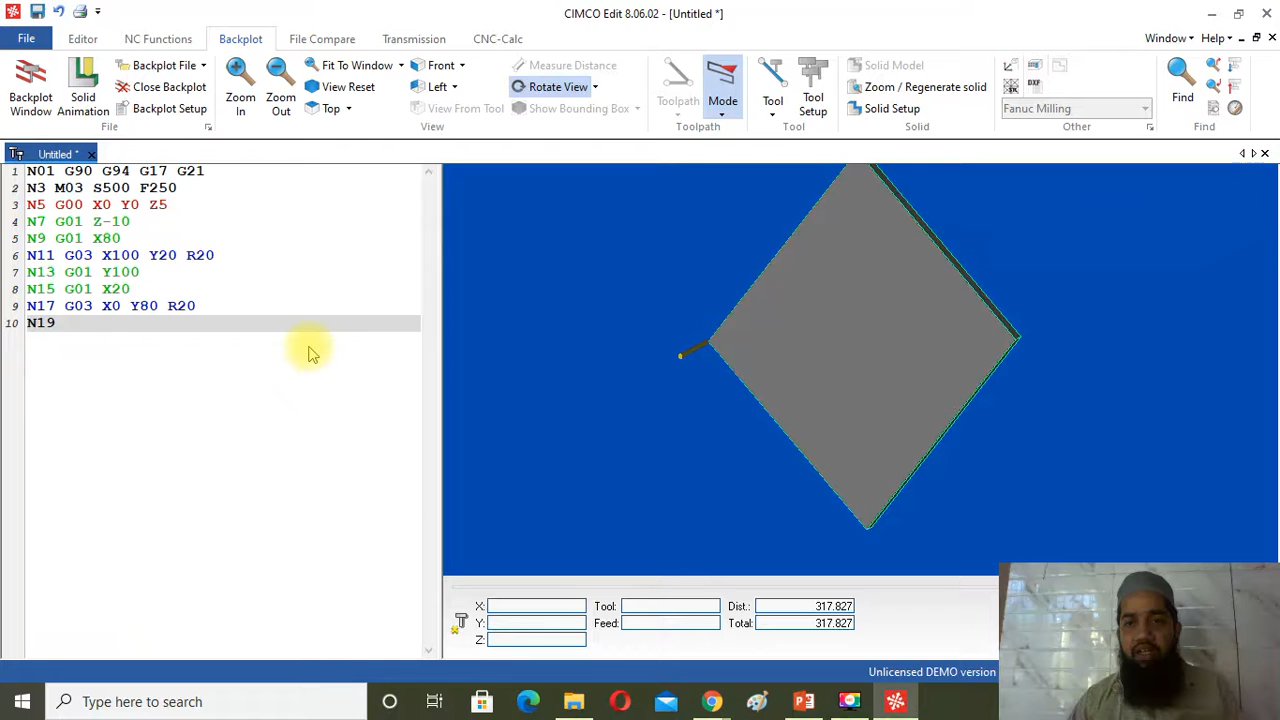 CIMCO Edit 8.06.02 - [Untitled *]
File Editor NC Functions Backplot File Compare Transmission CNC-Calc Window Help
Backplot Window
Solid Animation
Backplot File
Close Backplot
Backplot Setup
File
Zoom In
Zoom Out
Fit To Window
View Reset
Top
Front
Left
View From Tool
View
Measure Distance
Rotate View
Show Bounding Box
Toolpath
Mode
Toolpath
Tool
Tool Setup
Tool
Solid Model
Zoom / Regenerate solid
Solid Setup
Solid
Fanuc Milling
Other
Find
Find
Untitled *
1 N01 G90 G94 G17 G21
2 N3 M03 S500 F250
3 N5 G00 X0 Y0 Z5
4 N7 G01 Z-10
5 N9 G01 X80
6 N11 G03 X100 Y20 R20
7 N13 G01 Y100
8 N15 G01 X20
9 N17 G03 X0 Y80 R20
10 N19
X: Tool: Dist.: 317.827
Y: Feed: Total: 317.827
Z:
Unlicensed DEMO version
Type here to search